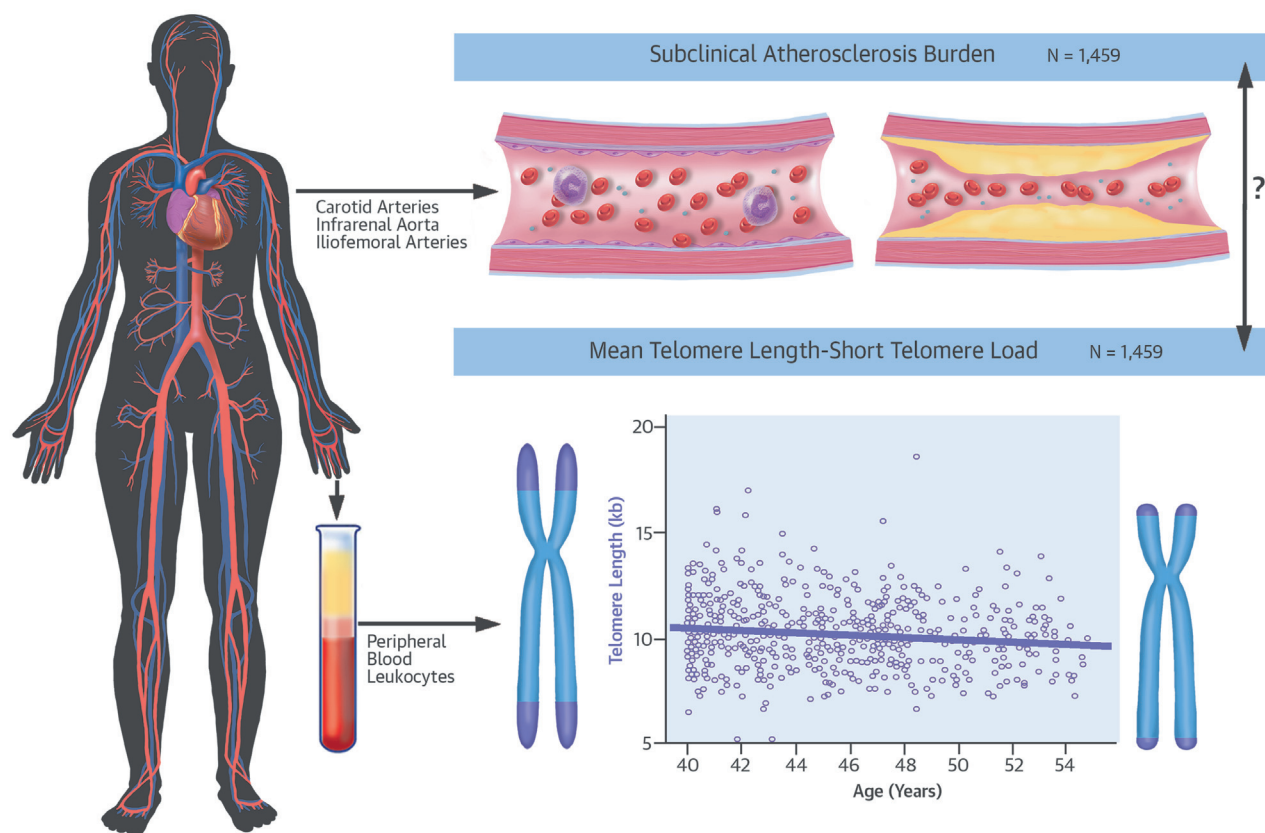 Subclinical Atherosclerosis Burden N = 1,459
Carotid Arteries
Infrarenal Aorta
Iliofemoral Arteries
?
Mean Telomere Length-Short Telomere Load N = 1,459
Peripheral
Blood
Leukocytes
Telomere Length (kb)
20
15
10
5
40 42 44 46 48 50 52 54
Age (Years)